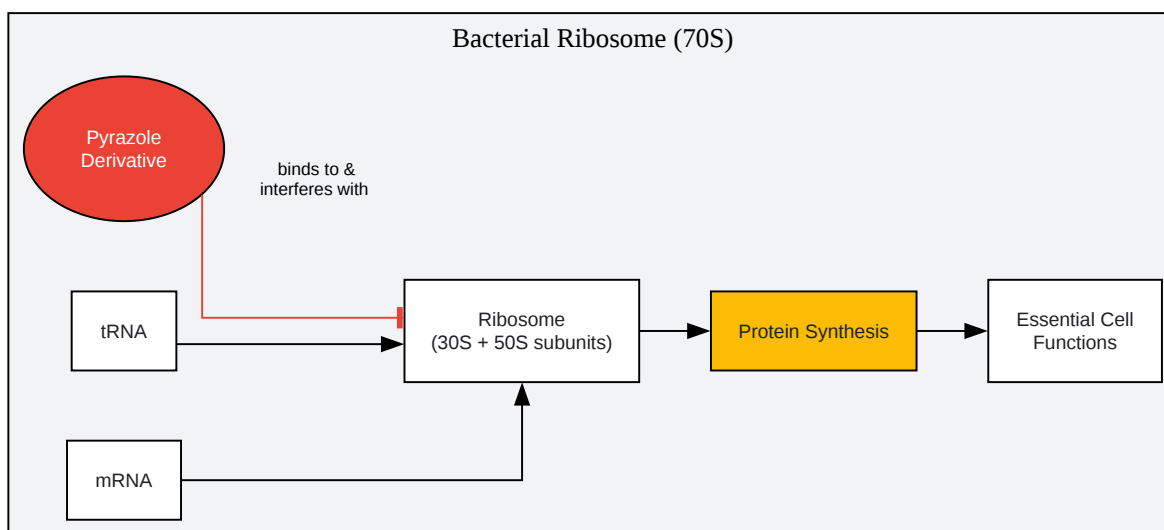 Bacterial Ribosome (70S)
Pyrazole
Derivative
binds to &
interferes with
tRNA
Ribosome
(30S + 50S subunits)
Protein Synthesis
Essential Cell
Functions
mRNA